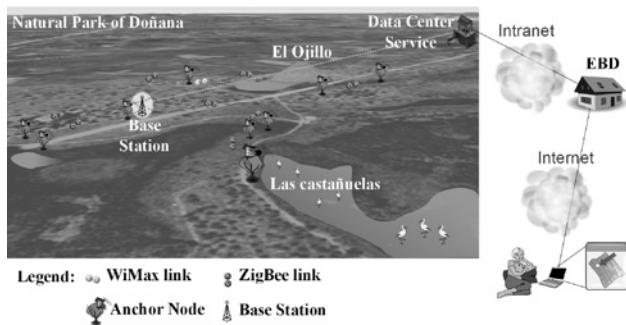 Natural Park of Doñana
Data Center
Service
El Ojillo
Base
Station
Las castañuelas
Intranet
EBD
Internet
Legend:
WiMax link
ZigBee link
Anchor Node
Base Station